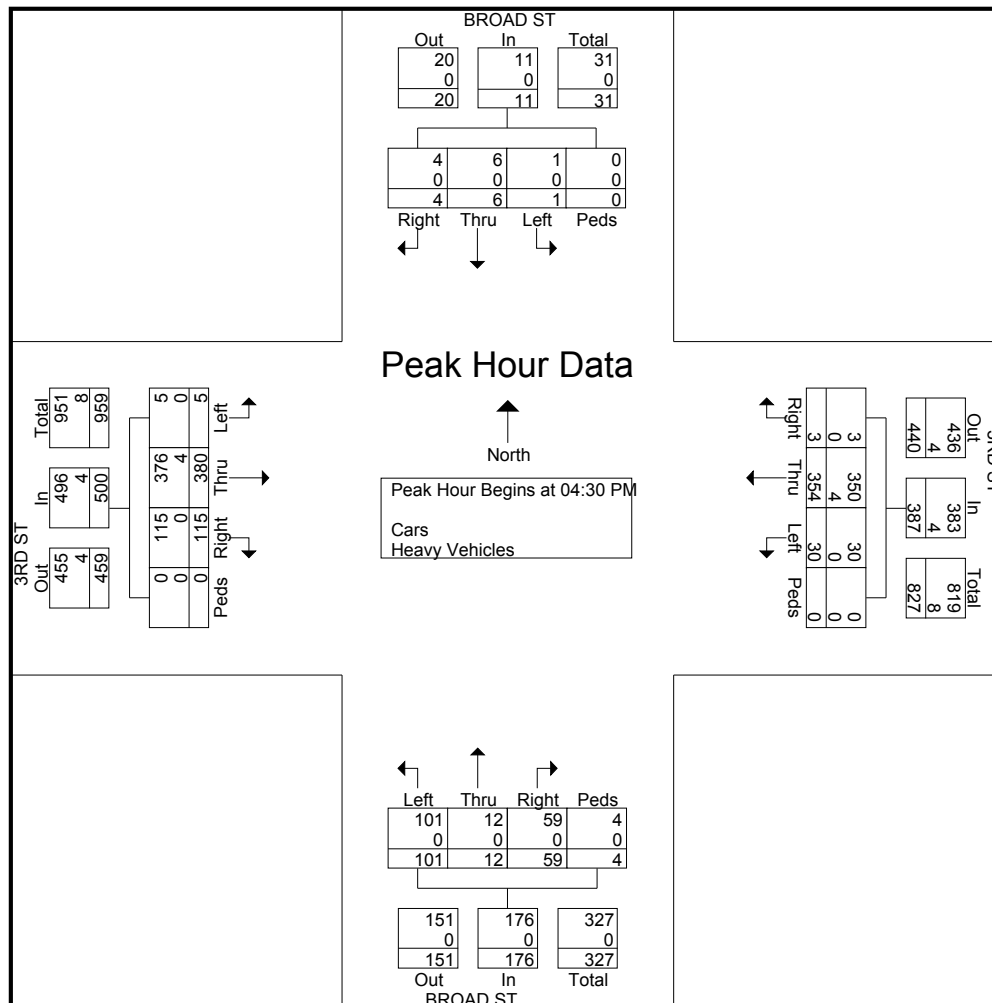 BROAD ST
Out In Total
20 11 31
0 0 0
20 11 31
4 6 1 0
0 0 0 0
4 6 1 0
Right Thru Left Peds
Peak Hour Data
North
Peak Hour Begins at 04:30 PM
Cars
Heavy Vehicles
3RD ST
Total In Out
951 496 455
8 4 4
959 500 459
5 376 115 0
0 4 0 0
5 380 115 0
Left Thru Right Peds
3RD ST
Out In Total
436 383 819
4 4 8
440 387 827
3 350 30 0
0 4 0 0
3 354 30 0
Right Thru Left Peds
Left Thru Right Peds
101 12 59 4
0 0 0 0
101 12 59 4
151 176 327
0 0 0
151 176 327
Out In Total
BROAD ST